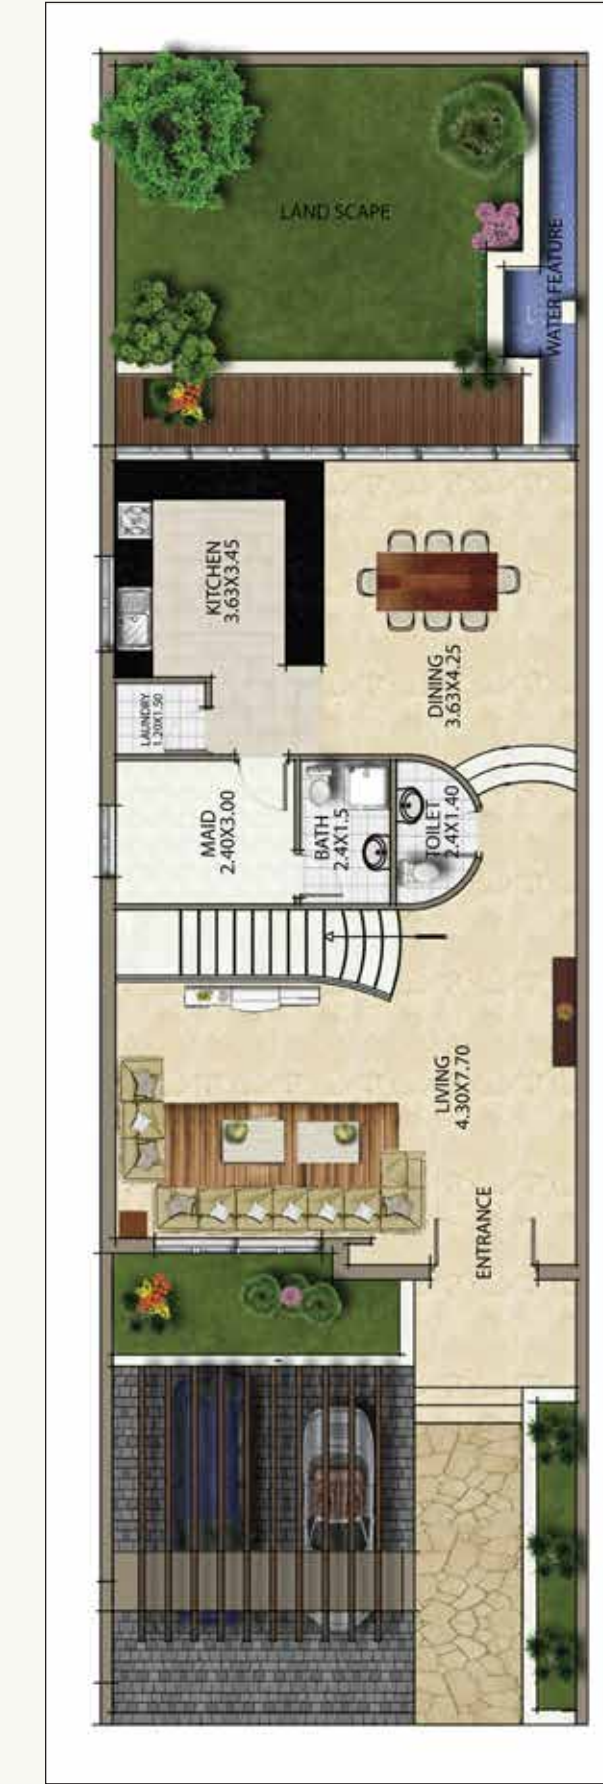 LAND SCAPE
WATER FEATURE
KITCHEN
3.63X3.45
DINING
3.63X4.25
LAUNDRY
1.20X1.50
MAID
2.40X3.00
BATH
2.4X1.5
TOILET
2.4X1.40
LIVING
4.30X7.70
ENTRANCE